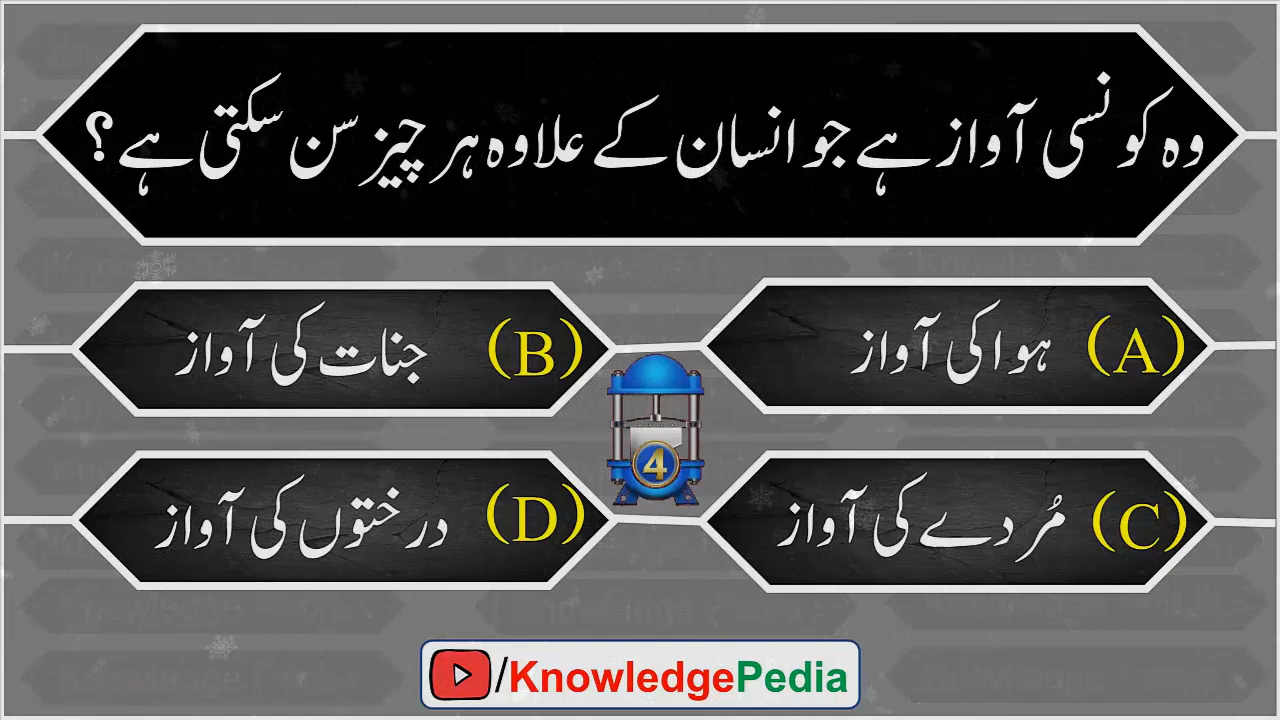 وہ کونسی آواز ہے جو انسان کے علاوہ ہر چیز سن سکتی ہے؟
(A) ہوا کی آواز
(B) جنات کی آواز
4
(C) مُردے کی آواز
(D) درختوں کی آواز
/KnowledgePedia